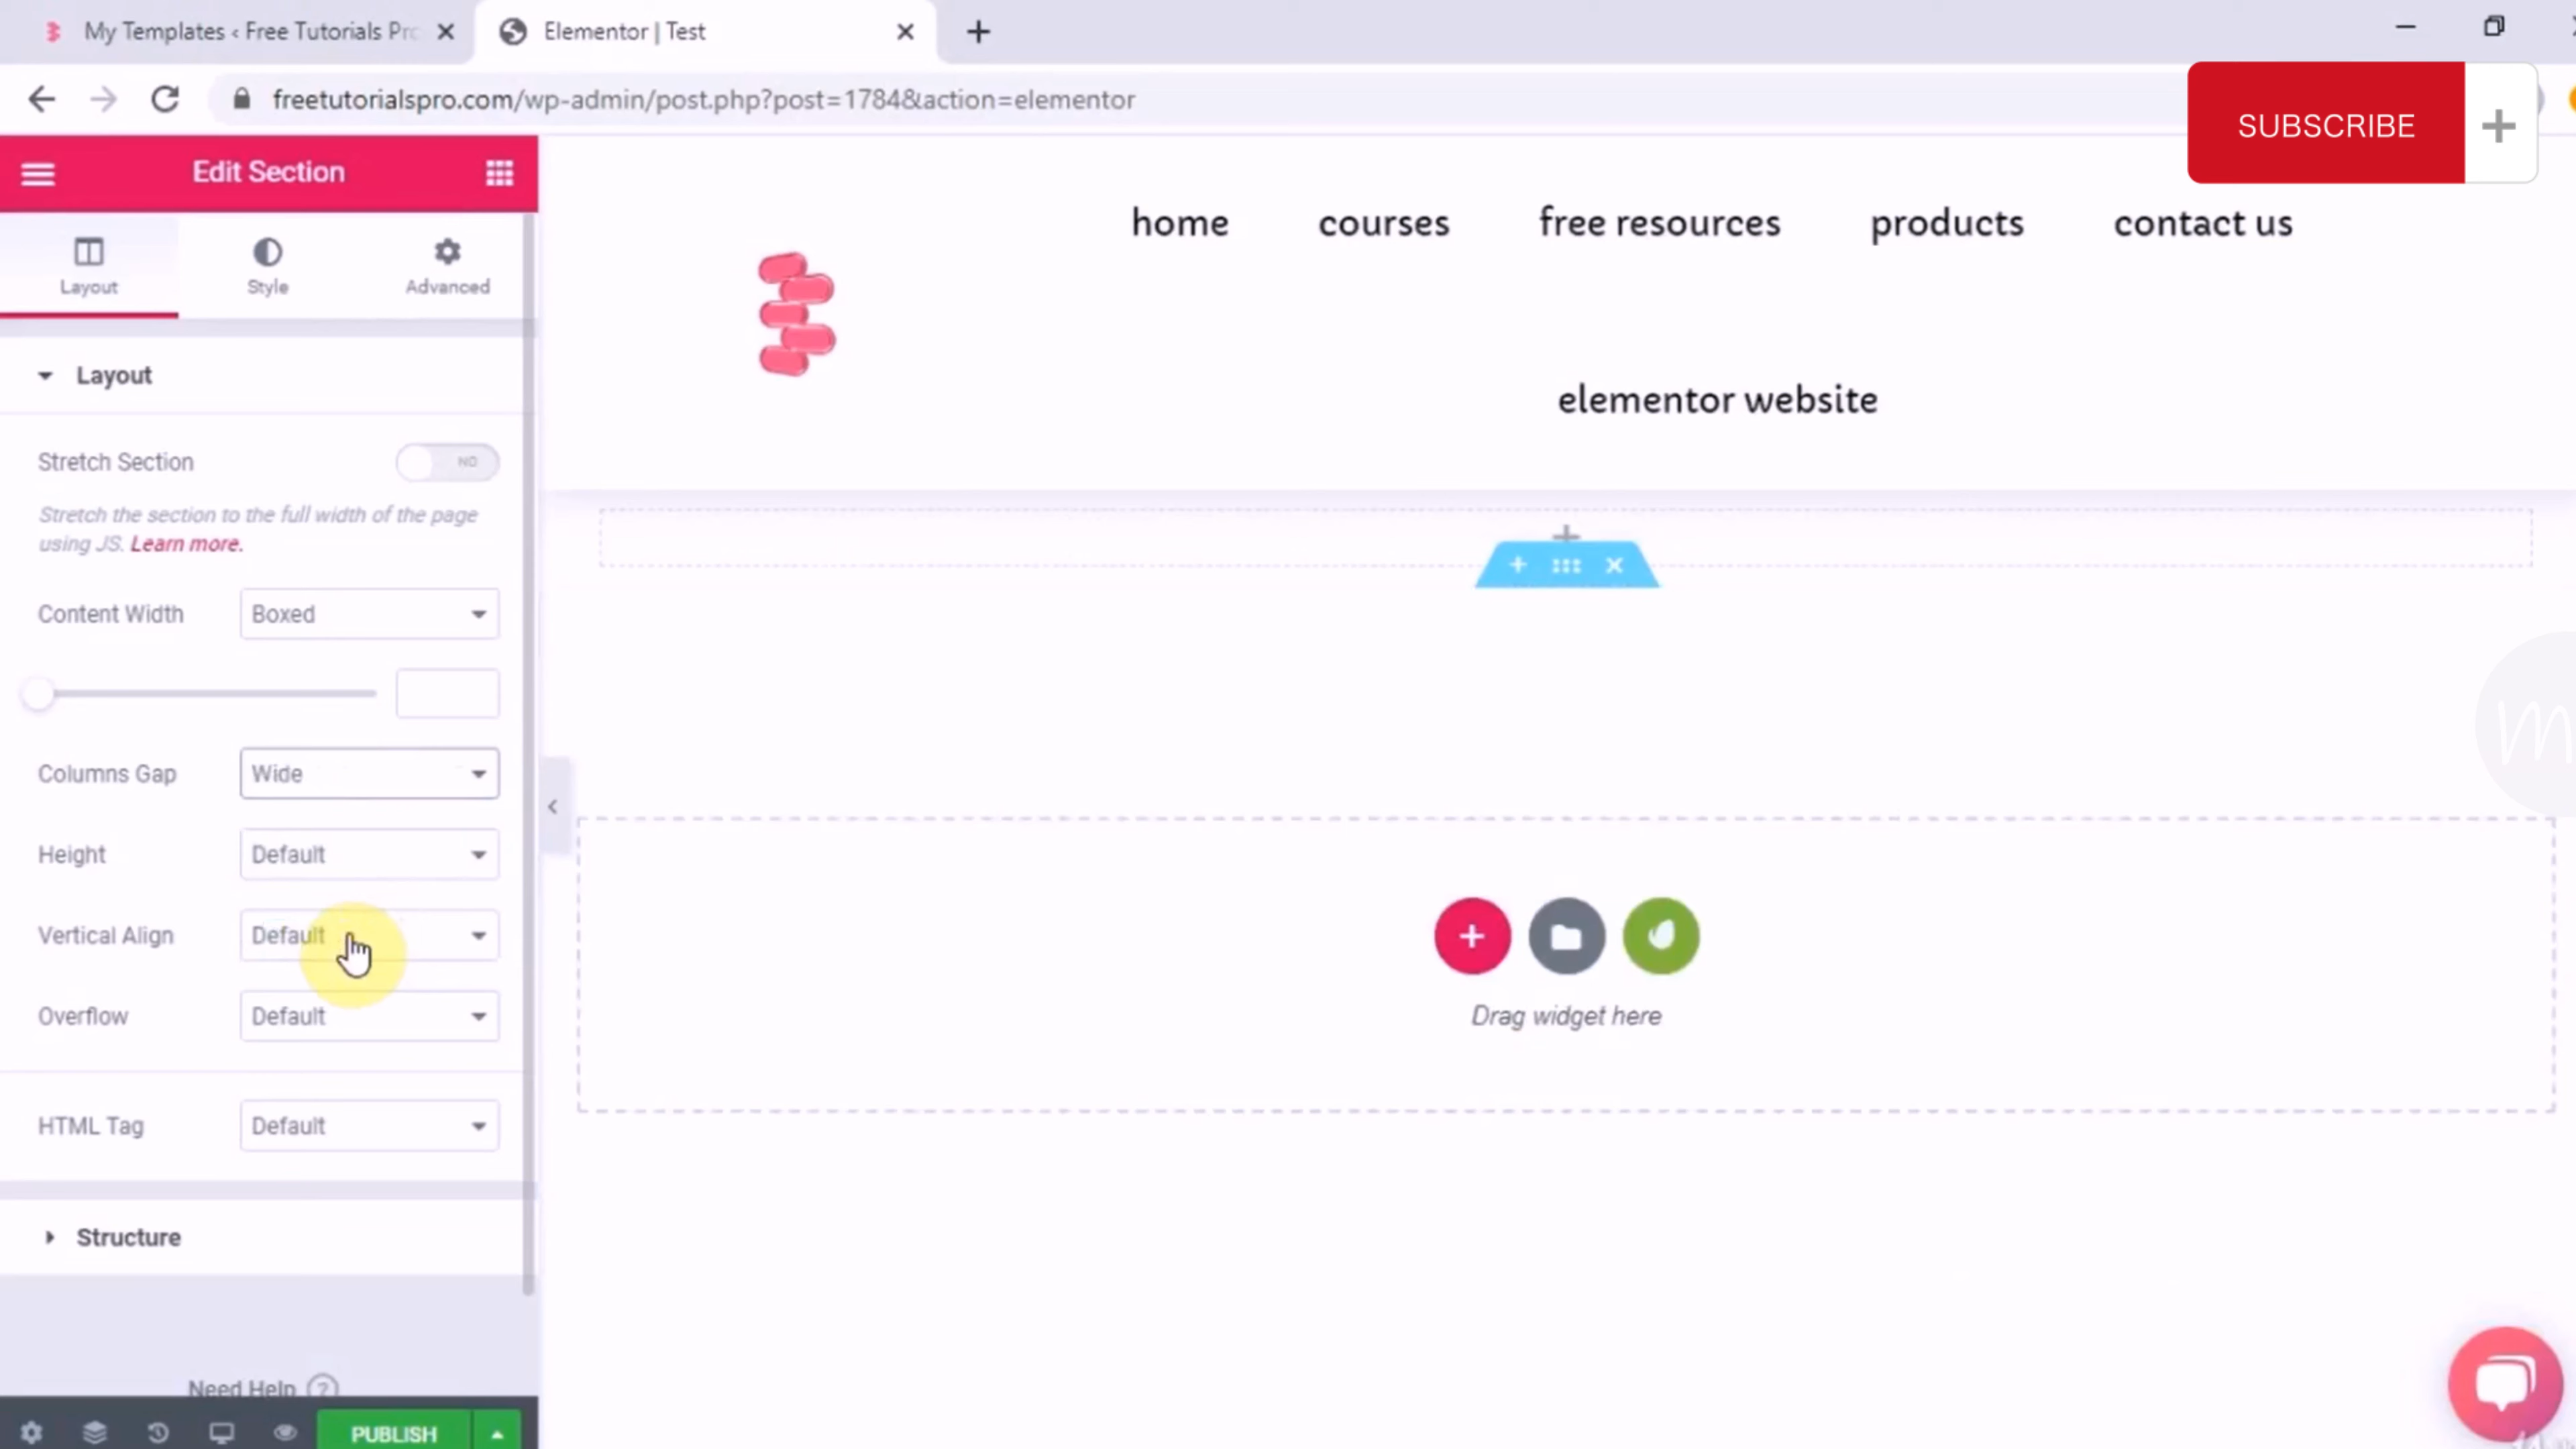 My Templates ‹ Free Tutorials Pro
Elementor | Test
freetutorialspro.com/wp-admin/post.php?post=1784&action=elementor
SUBSCRIBE
Edit Section
Layout
Style
Advanced
home
courses
free resources
products
contact us
elementor website
Layout
Stretch Section
NO
Stretch the section to the full width of the page
using JS. Learn more.
Content Width
Boxed
Columns Gap
Wide
Height
Default
Vertical Align
Default
Overflow
Default
HTML Tag
Default
Structure
Drag widget here
Need Help
PUBLISH